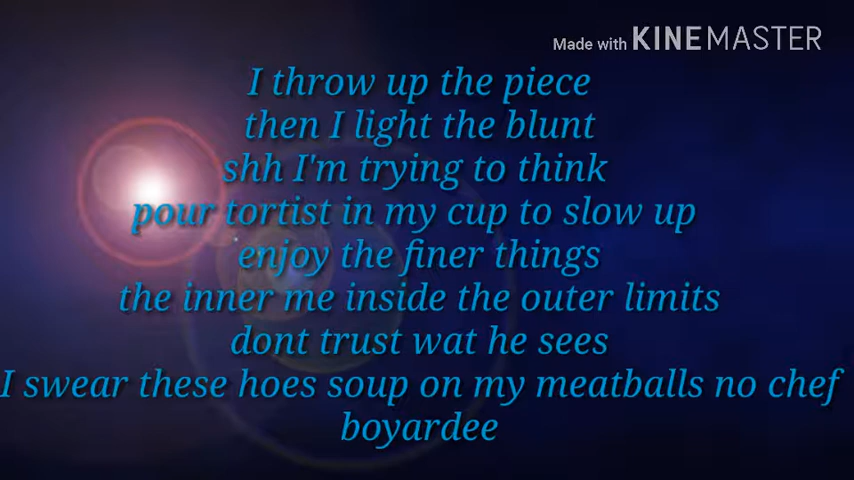 Made with KINEMASTER
I throw up the piece
then I light the blunt
shh I'm trying to think
pour tortist in my cup to slow up
enjoy the finer things
the inner me inside the outer limits
dont trust wat he sees
I swear these hoes soup on my meatballs no chef
boyardee